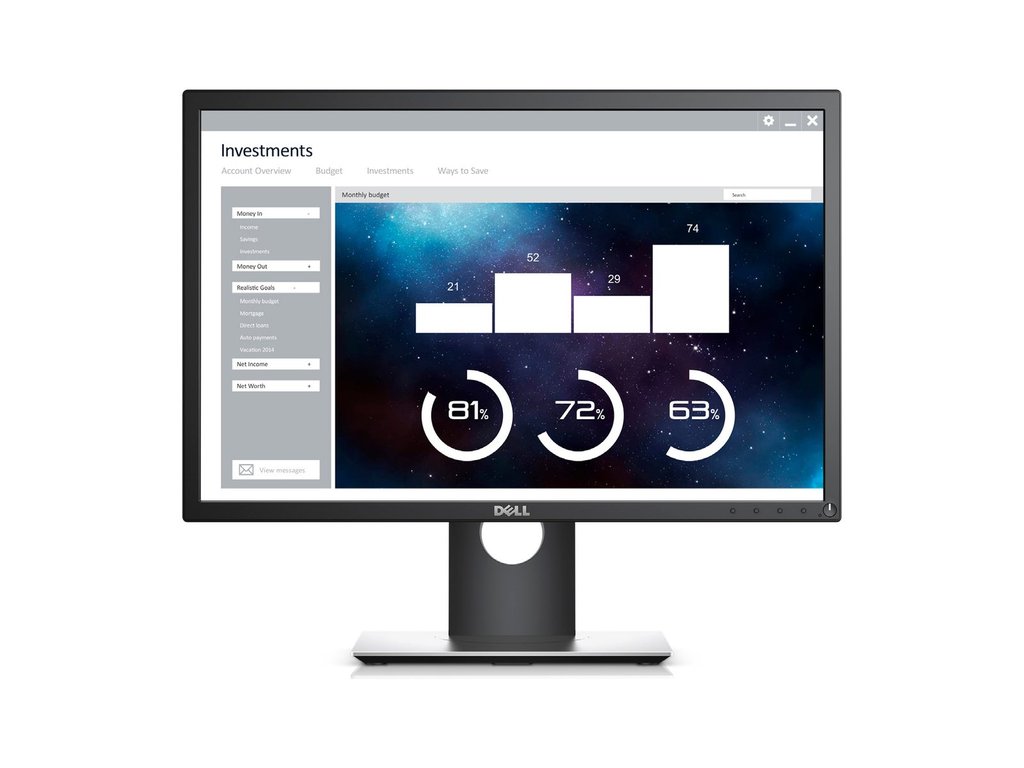 Investments
Account Overview Budget Investments Ways to Save
Monthly budget
Search
Money In -
Income
Savings
Investments
Money Out +
Realistic Goals -
Monthly budget
Mortgage
Direct loans
Auto payments
Vacation 2014
Net Income +
Net Worth +
View messages
21
52
29
74
81%
72%
63%
DELL